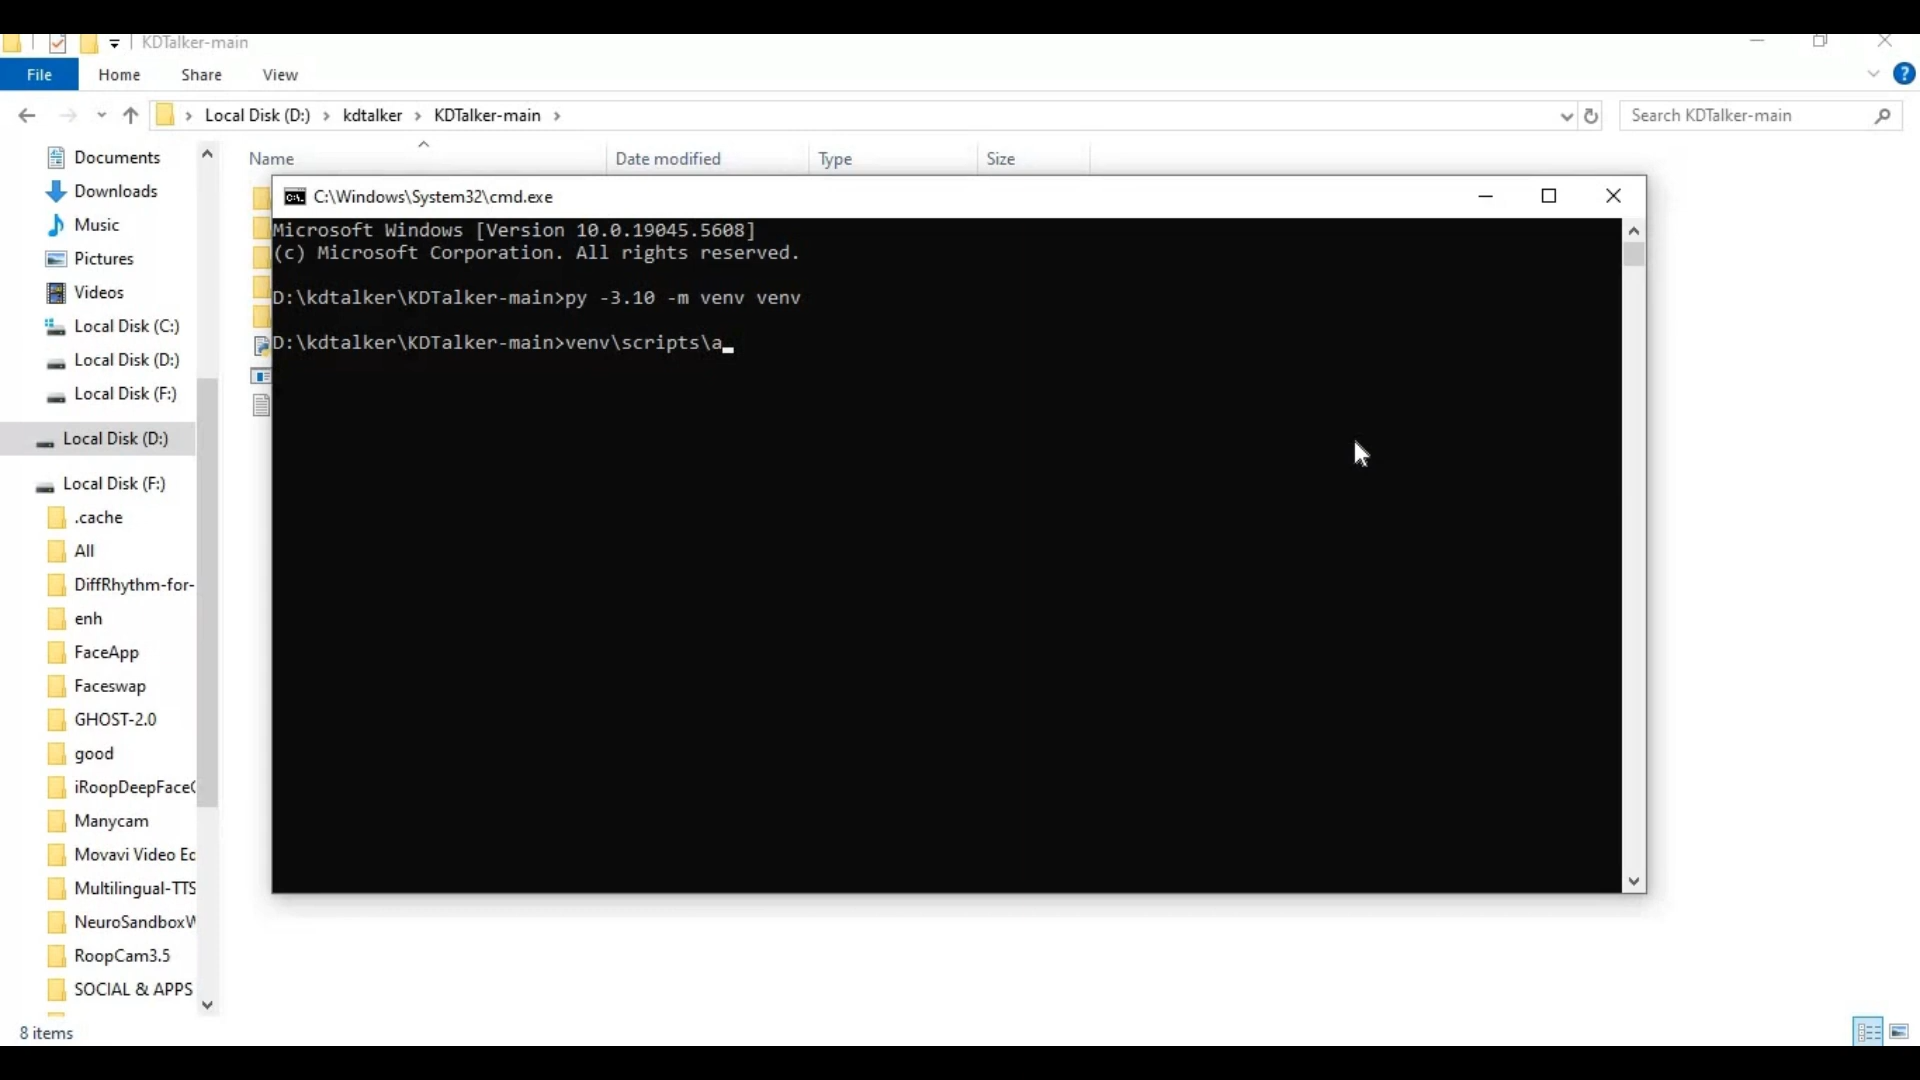 KDTalker-main
File Home Share View
Local Disk (D:) kdtalker KDTalker-main
Search KDTalker-main
Name Date modified Type Size
Documents
Downloads
Music
Pictures
Videos
Local Disk (C:)
Local Disk (D:)
Local Disk (F:)
Local Disk (D:)
Local Disk (F:)
.cache
All
DiffRhythm-for-
enh
FaceApp
Faceswap
GHOST-2.0
good
iRoopDeepFaceC
Manycam
Movavi Video Ec
Multilingual-TTS
NeuroSandboxW
RoopCam3.5
SOCIAL & APPS
8 items
C:\Windows\System32\cmd.exe
Microsoft Windows [Version 10.0.19045.5608]
(c) Microsoft Corporation. All rights reserved.
D:\kdtalker\KDTalker-main>py -3.10 -m venv venv
D:\kdtalker\KDTalker-main>venv\scripts\a